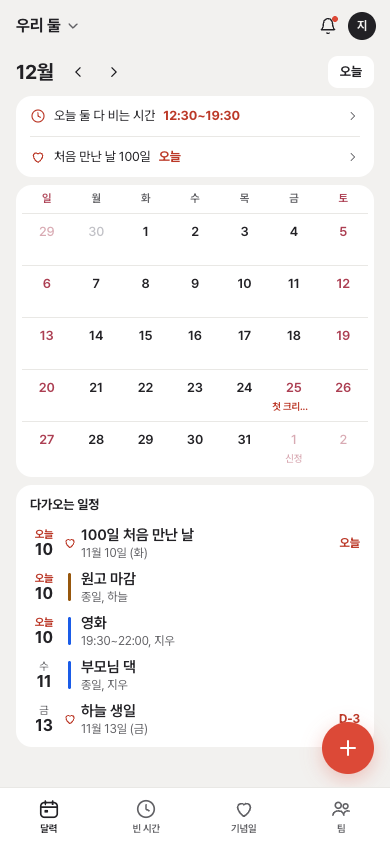 우리 둘
지
12월
오늘
오늘 둘 다 비는 시간 12:30~19:30
처음 만난 날 100일 오늘
일 월 화 수 목 금 토
29 30 1 2 3 4 5
6 7 8 9 10 11 12
13 14 15 16 17 18 19
20 21 22 23 24 25 26
첫 크리...
27 28 29 30 31 1 2
신정
다가오는 일정
오늘
10
100일 처음 만난 날
11월 10일 (화)
오늘
오늘
10
원고 마감
종일, 하늘
오늘
10
영화
19:30~22:00, 지우
수
11
부모님 댁
종일, 지우
금
13
하늘 생일
11월 13일 (금)
D-3
달력
빈 시간
기념일
팀